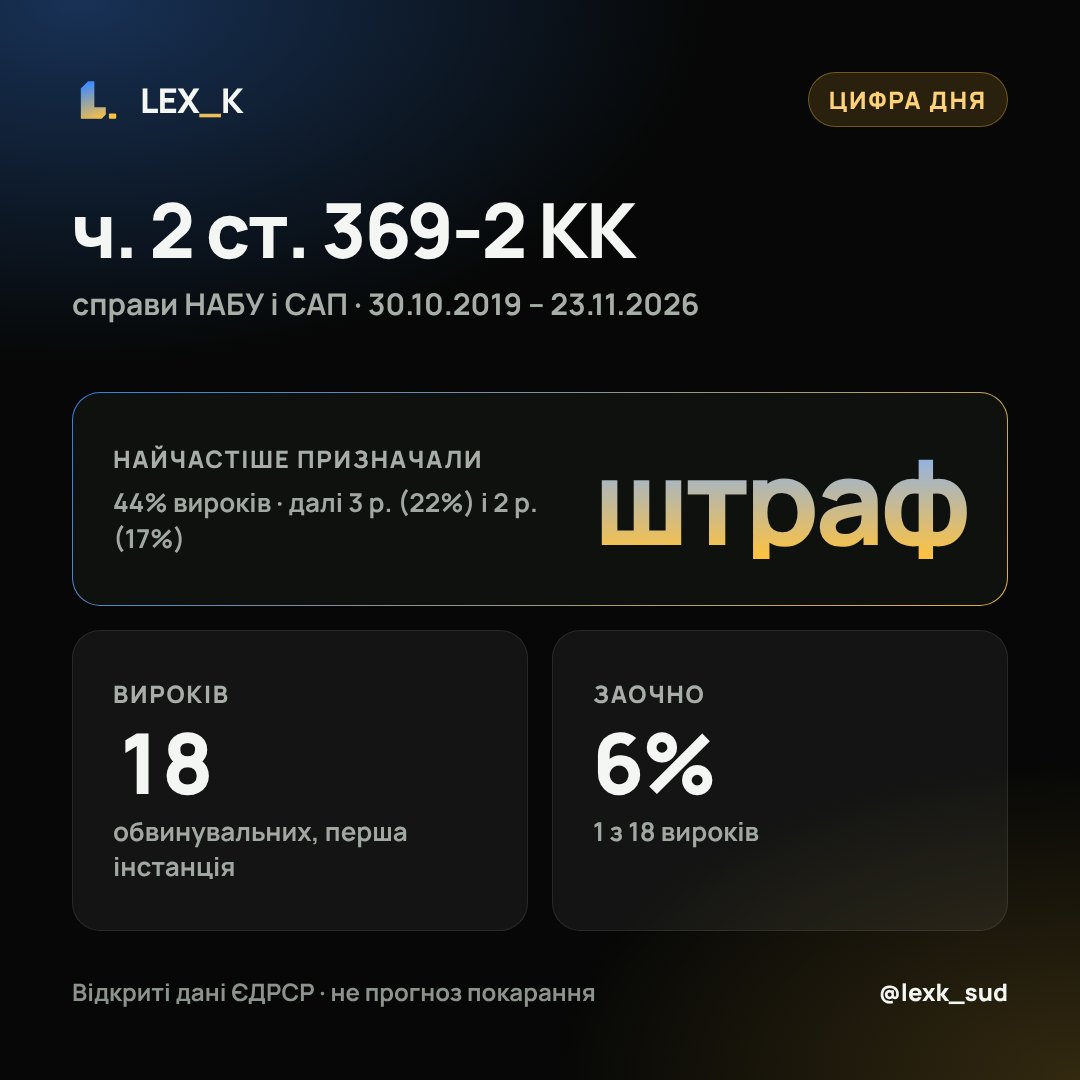 L. LEX_K
ЦИФРА ДНЯ
ч. 2 ст. 369-2 КК
справи НАБУ і САП · 30.10.2019 – 23.11.2026
НАЙЧАСТІШЕ ПРИЗНАЧАЛИ
44% вироків · далі 3 р. (22%) і 2 р.
(17%)
штраф
ВИРОКІВ
18
обвинувальних, перша
інстанція
ЗАОЧНО
6%
1 з 18 вироків
Відкриті дані ЄДРСР · не прогноз покарання
@lexk_sud